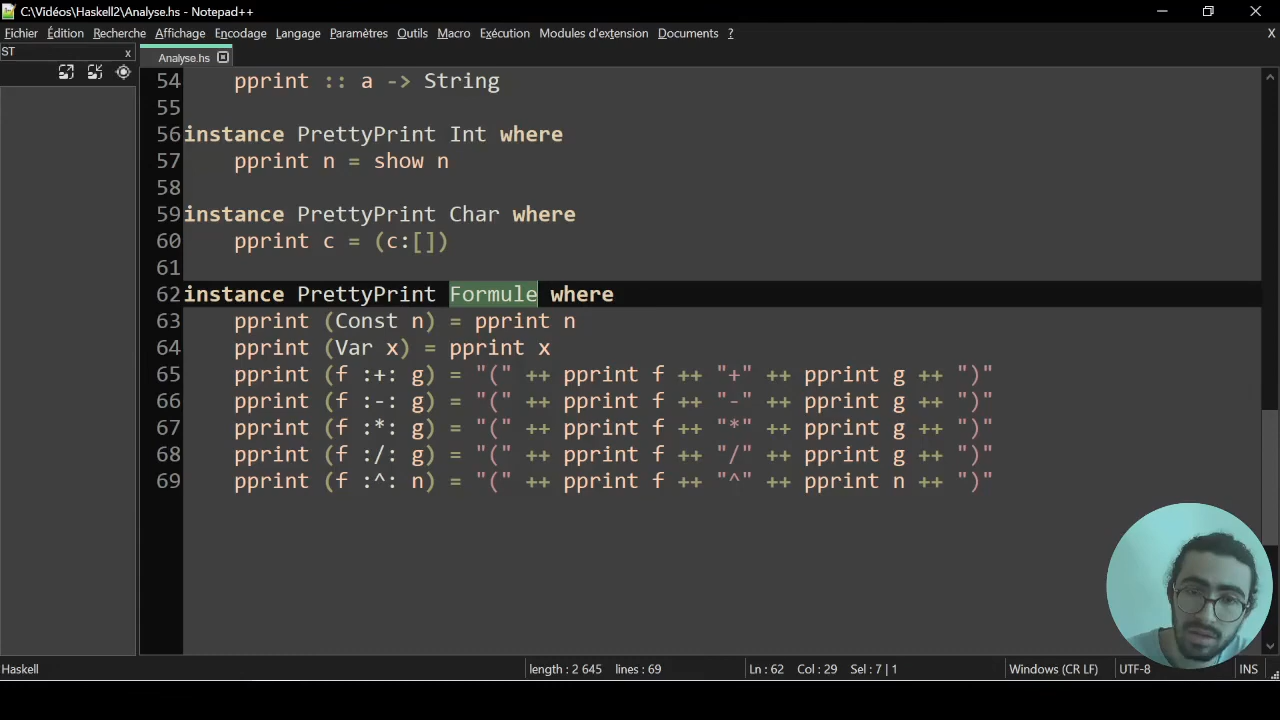 C:\Vidéos\Haskell2\Analyse.hs - Notepad++
Fichier Édition Recherche Affichage Encodage Langage Paramètres Outils Macro Exécution Modules d'extension Documents ? X
ST x
Analyse.hs
54     pprint :: a -> String
55
56 instance PrettyPrint Int where
57     pprint n = show n
58
59 instance PrettyPrint Char where
60     pprint c = (c:[])
61
62 instance PrettyPrint Formule where
63     pprint (Const n) = pprint n
64     pprint (Var x) = pprint x
65     pprint (f :+: g) = "(" ++ pprint f ++ "+" ++ pprint g ++ ")"
66     pprint (f :-: g) = "(" ++ pprint f ++ "-" ++ pprint g ++ ")"
67     pprint (f :*: g) = "(" ++ pprint f ++ "*" ++ pprint g ++ ")"
68     pprint (f :/: g) = "(" ++ pprint f ++ "/" ++ pprint g ++ ")"
69     pprint (f :^: n) = "(" ++ pprint f ++ "^" ++ pprint n ++ ")"
Haskell length : 2 645 lines : 69 Ln : 62 Col : 29 Sel : 7 | 1 Windows (CR LF) UTF-8 INS